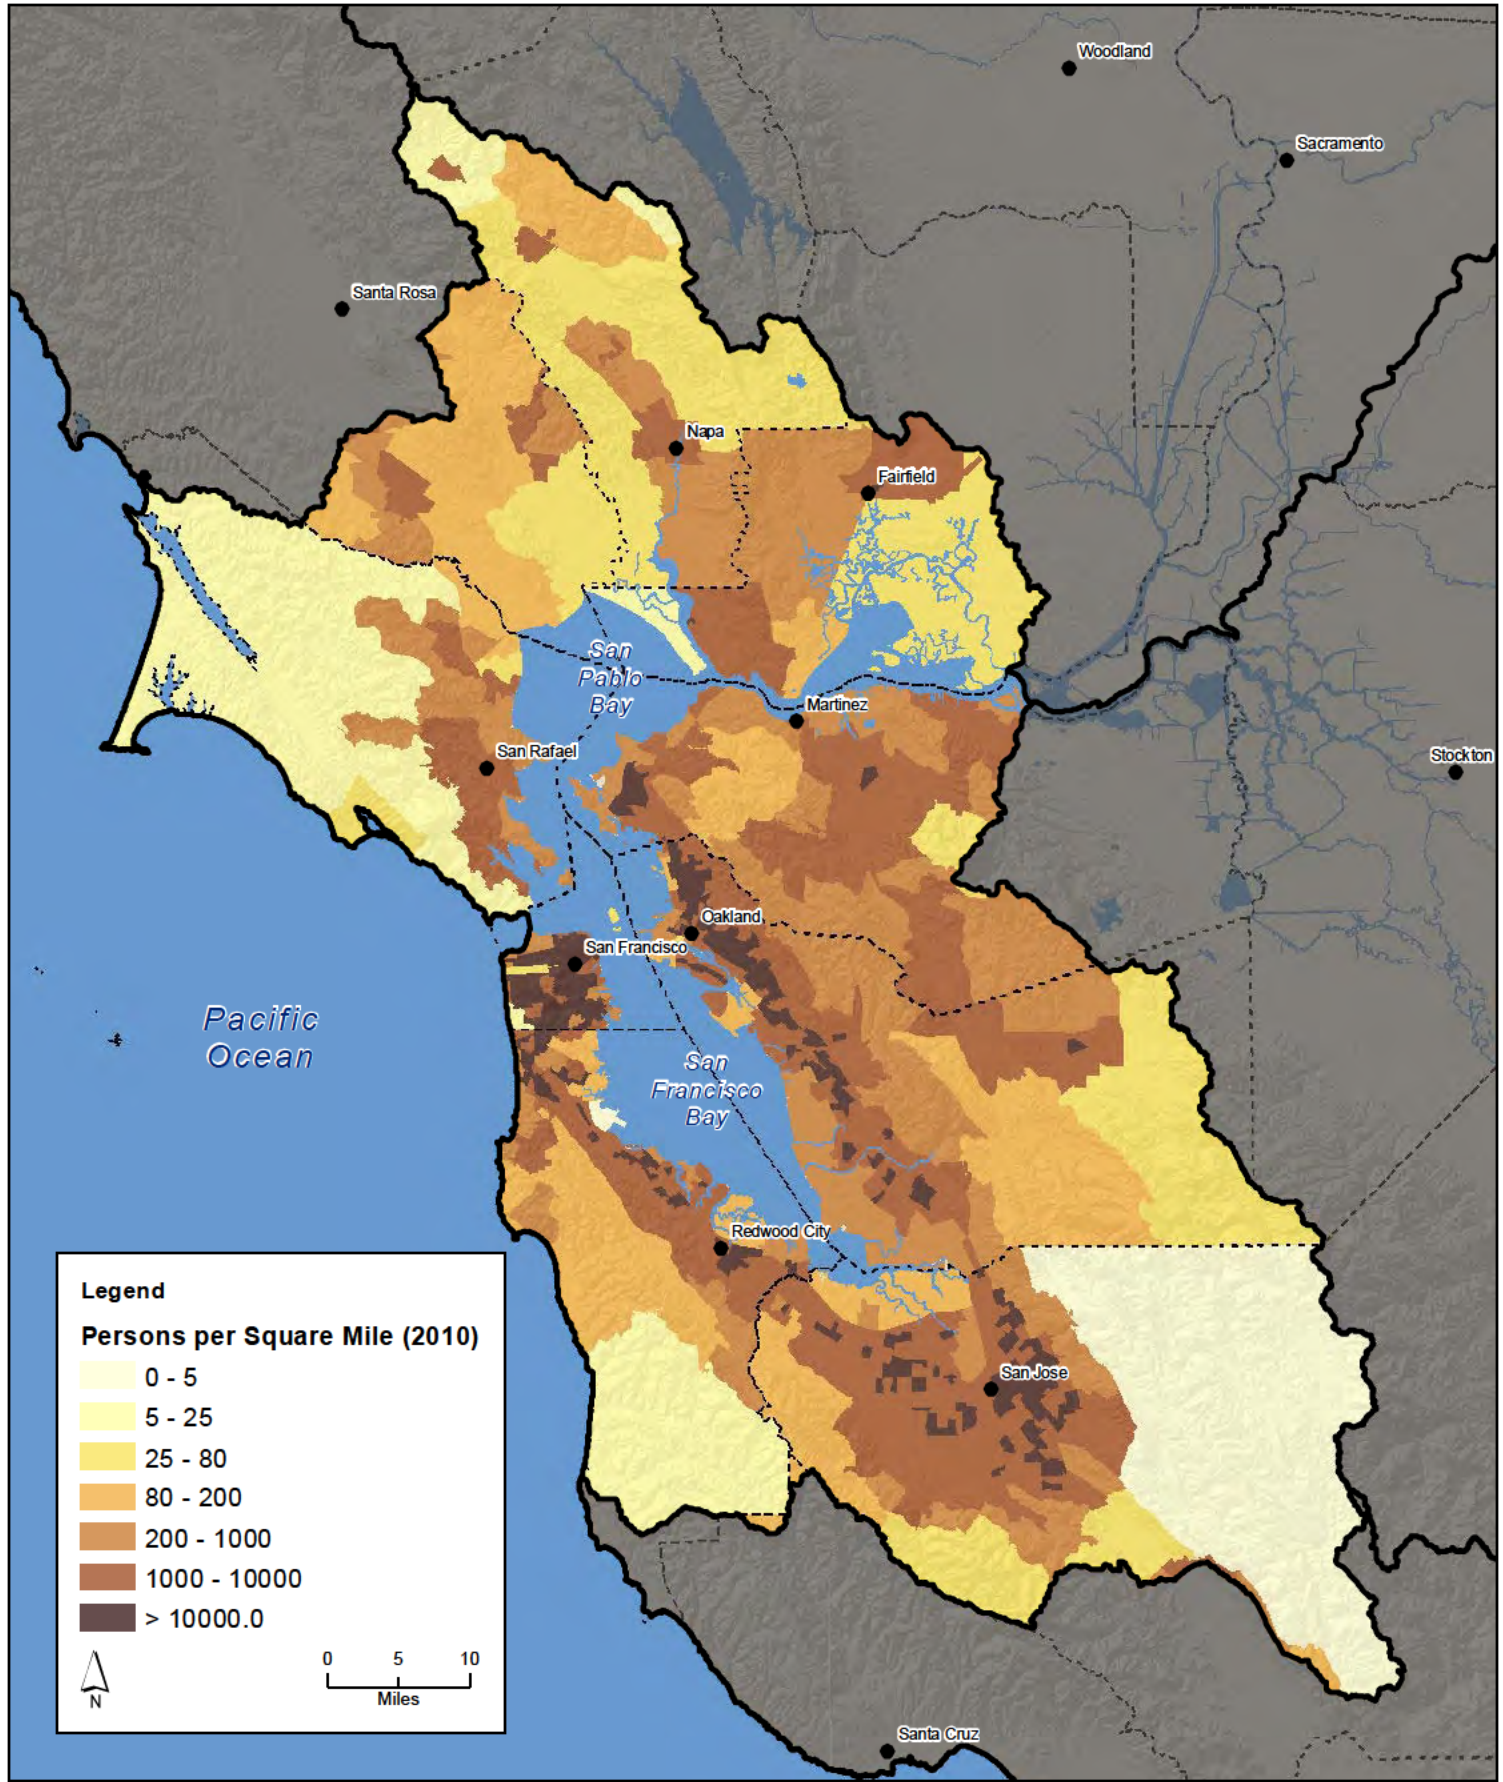 Woodland
Sacramento
Santa Rosa
Napa
Fairfield
San
Pablo
Bay
Martinez
San Rafael
Stockton
Oakland
San Francisco
Pacific
Ocean
San
Francisco
Bay
Redwood City
San Jose
Legend
Persons per Square Mile (2010)
0 - 5
5 - 25
25 - 80
80 - 200
200 - 1000
1000 - 10000
> 10000.0
0 5 10
Miles
N
Santa Cruz